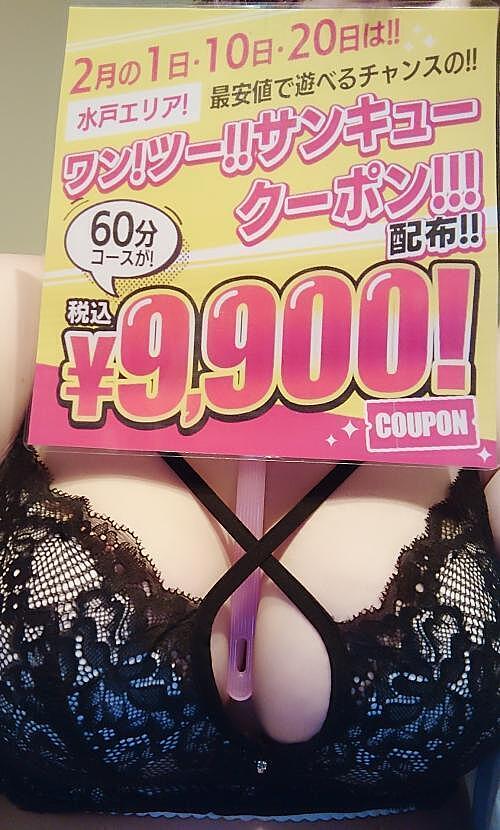 2月の1日・10日・20日は!!
水戸エリア!
最安値で遊べるチャンスの!!
ワン!ツー!!サンキュー
クーポン!!!
配布!!
60分
コースが!
税込
¥9,900!
COUPON